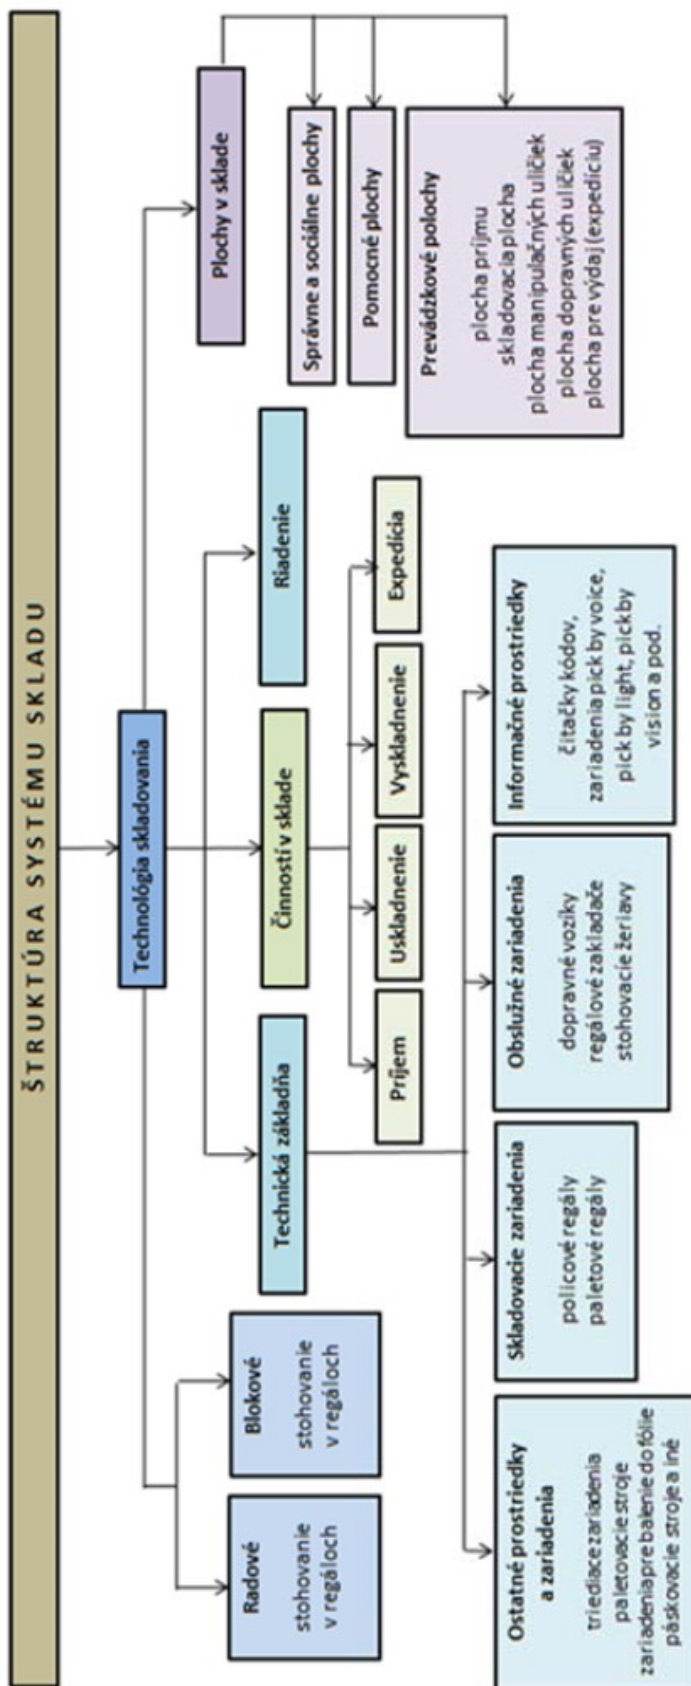 ŠTRUKTÚRA SYSTÉMU SKLADU
Technológia skladovania
Plochy v sklade
Radové
stohovanie
v regáloch
Blokové
stohovanie
v regáloch
Technická základňa
Činností v sklade
Riadenie
Správne a sociálne plochy
Pomocné plochy
Prevádzkové polochy
plocha príjmu
skladovacia plocha
plocha manipulačných uličiek
plocha dopravných uličiek
plocha pre výdaj (expedíciu)
Príjem
Uskladnenie
Vyskladnenie
Expedícia
Ostatné prostriedky
a zariadenia
triediace zariadenia
paletovacie stroje
zariadenia pre balenie do fólie
páskovacie stroje a iné
Skladovacie zariadenia
policové regály
paletové regály
Obslužné zariadenia
dopravné vozíky
regálové zakladače
stohovacie žeriavy
Informačné prostriedky
čítačky kódov,
zariadenia pick by voice,
pick by light, pick by
vision a pod.